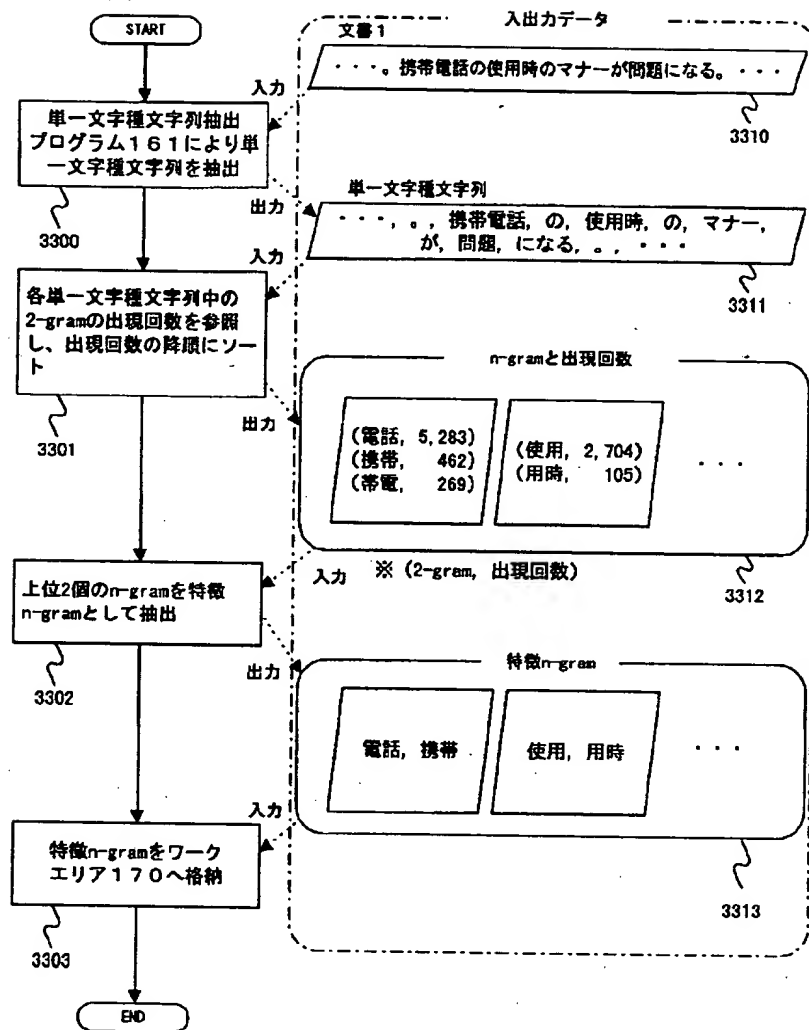 START
入出力データ
文書1
・・・。携帯電話の使用時のマナーが問題になる。・・・
3310
入力
単一文字種文字列抽出
プログラム161により単
一文字種文字列を抽出
3300
出力
単一文字種文字列
・・・, 。, 携帯電話, の, 使用時, の, マナー,
が, 問題, になる, 。, ・・・
3311
入力
各単一文字種文字列中の
2-gramの出現回数を参照
し、出現回数の降順にソー
ト
3301
出力
n-gramと出現回数
(電話, 5,283)
(携帯, 462)
(帯電, 269)
(使用, 2,704)
(用時, 105)
・・・
3312
入力
※ (2-gram, 出現回数)
上位2個のn-gramを特徴
n-gramとして抽出
3302
出力
特徴n-gram
電話, 携帯
使用, 用時
・・・
3313
入力
特徴n-gramをワーク
エリア170へ格納
3303
END